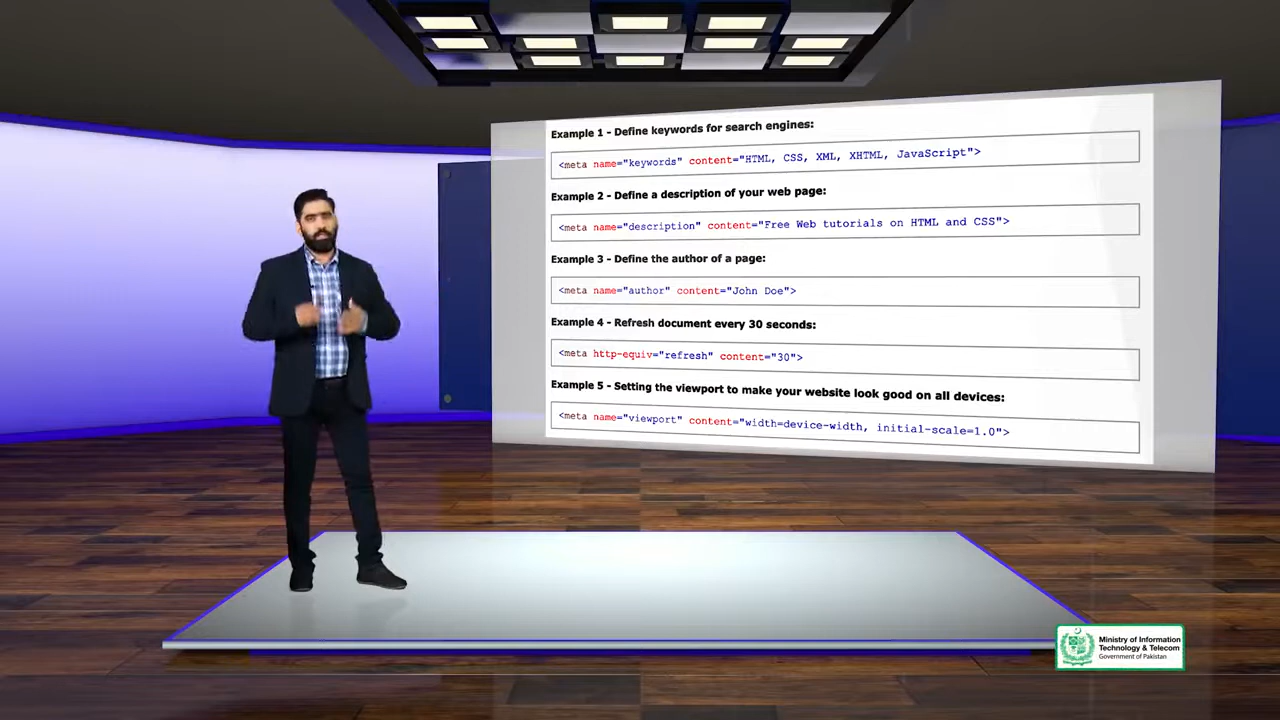 Example 1 - Define keywords for search engines:
<meta name="keywords" content="HTML, CSS, XML, XHTML, JavaScript">
Example 2 - Define a description of your web page:
<meta name="description" content="Free Web tutorials on HTML and CSS">
Example 3 - Define the author of a page:
<meta name="author" content="John Doe">
Example 4 - Refresh document every 30 seconds:
<meta http-equiv="refresh" content="30">
Example 5 - Setting the viewport to make your website look good on all devices:
<meta name="viewport" content="width=device-width, initial-scale=1.0">
Ministry of Information
Technology & Telecom
Government of Pakistan